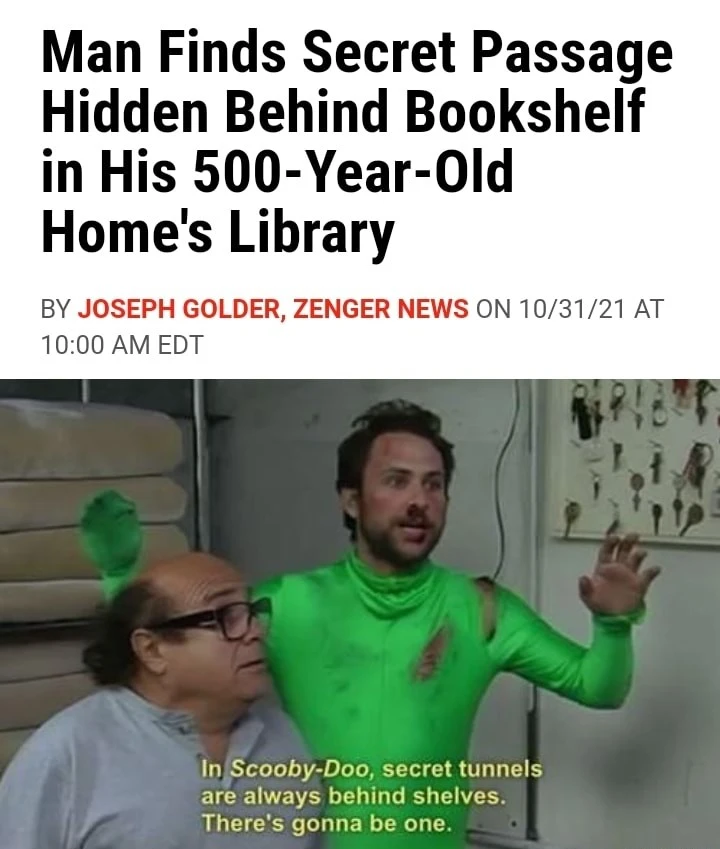 Man Finds Secret Passage
Hidden Behind Bookshelf
in His 500-Year-Old
Home's Library
BY JOSEPH GOLDER, ZENGER NEWS ON 10/31/21 AT
10:00 AM EDT
In Scooby-Doo, secret tunnels
are always behind shelves.
There's gonna be one.